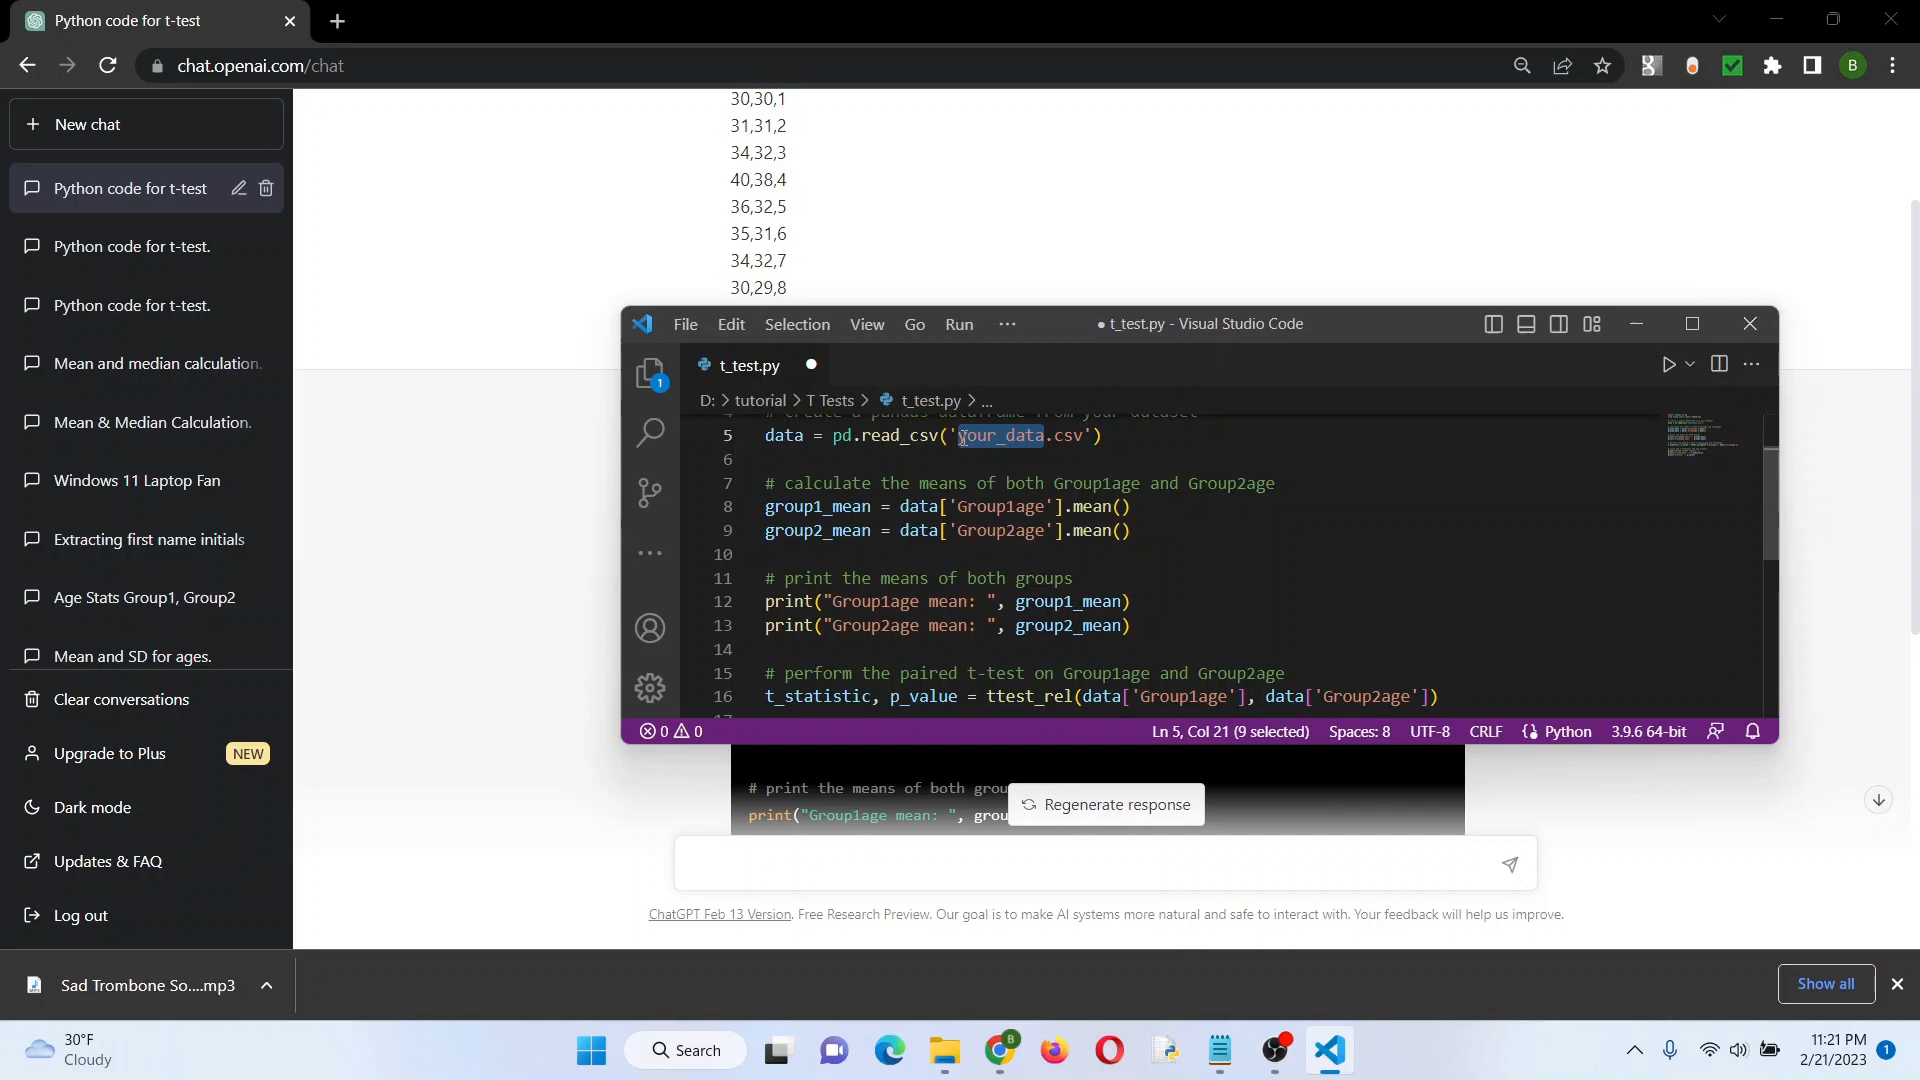 Python code for t-test
chat.openai.com/chat
B
New chat
Python code for t-test
Python code for t-test.
Python code for t-test.
Mean and median calculation.
Mean & Median Calculation.
Windows 11 Laptop Fan
Extracting first name initials
Age Stats Group1, Group2
Mean and SD for ages.
Clear conversations
Upgrade to Plus NEW
Dark mode
Updates & FAQ
Log out
30,30,1
31,31,2
34,32,3
40,38,4
36,32,5
35,31,6
34,32,7
30,29,8
File Edit Selection View Go Run ··· ● t_test.py - Visual Studio Code
1
t_test.py
D: > tutorial > T Tests > t_test.py > ...
4 # create a pandas dataframe from your dataset
5 data = pd.read_csv('your_data.csv')
6
7 # calculate the means of both Group1age and Group2age
8 group1_mean = data['Group1age'].mean()
9 group2_mean = data['Group2age'].mean()
10
11 # print the means of both groups
12 print("Group1age mean: ", group1_mean)
13 print("Group2age mean: ", group2_mean)
14
15 # perform the paired t-test on Group1age and Group2age
16 t_statistic, p_value = ttest_rel(data['Group1age'], data['Group2age'])
17
0 0 Ln 5, Col 21 (9 selected) Spaces: 8 UTF-8 CRLF Python 3.9.6 64-bit
# print the means of both grou
print("Group1age mean: ", grou
Regenerate response
ChatGPT Feb 13 Version. Free Research Preview. Our goal is to make AI systems more natural and safe to interact with. Your feedback will help us improve.
Sad Trombone So....mp3
Show all
30°F
Cloudy
Search
B
11:21 PM
2/21/2023
1